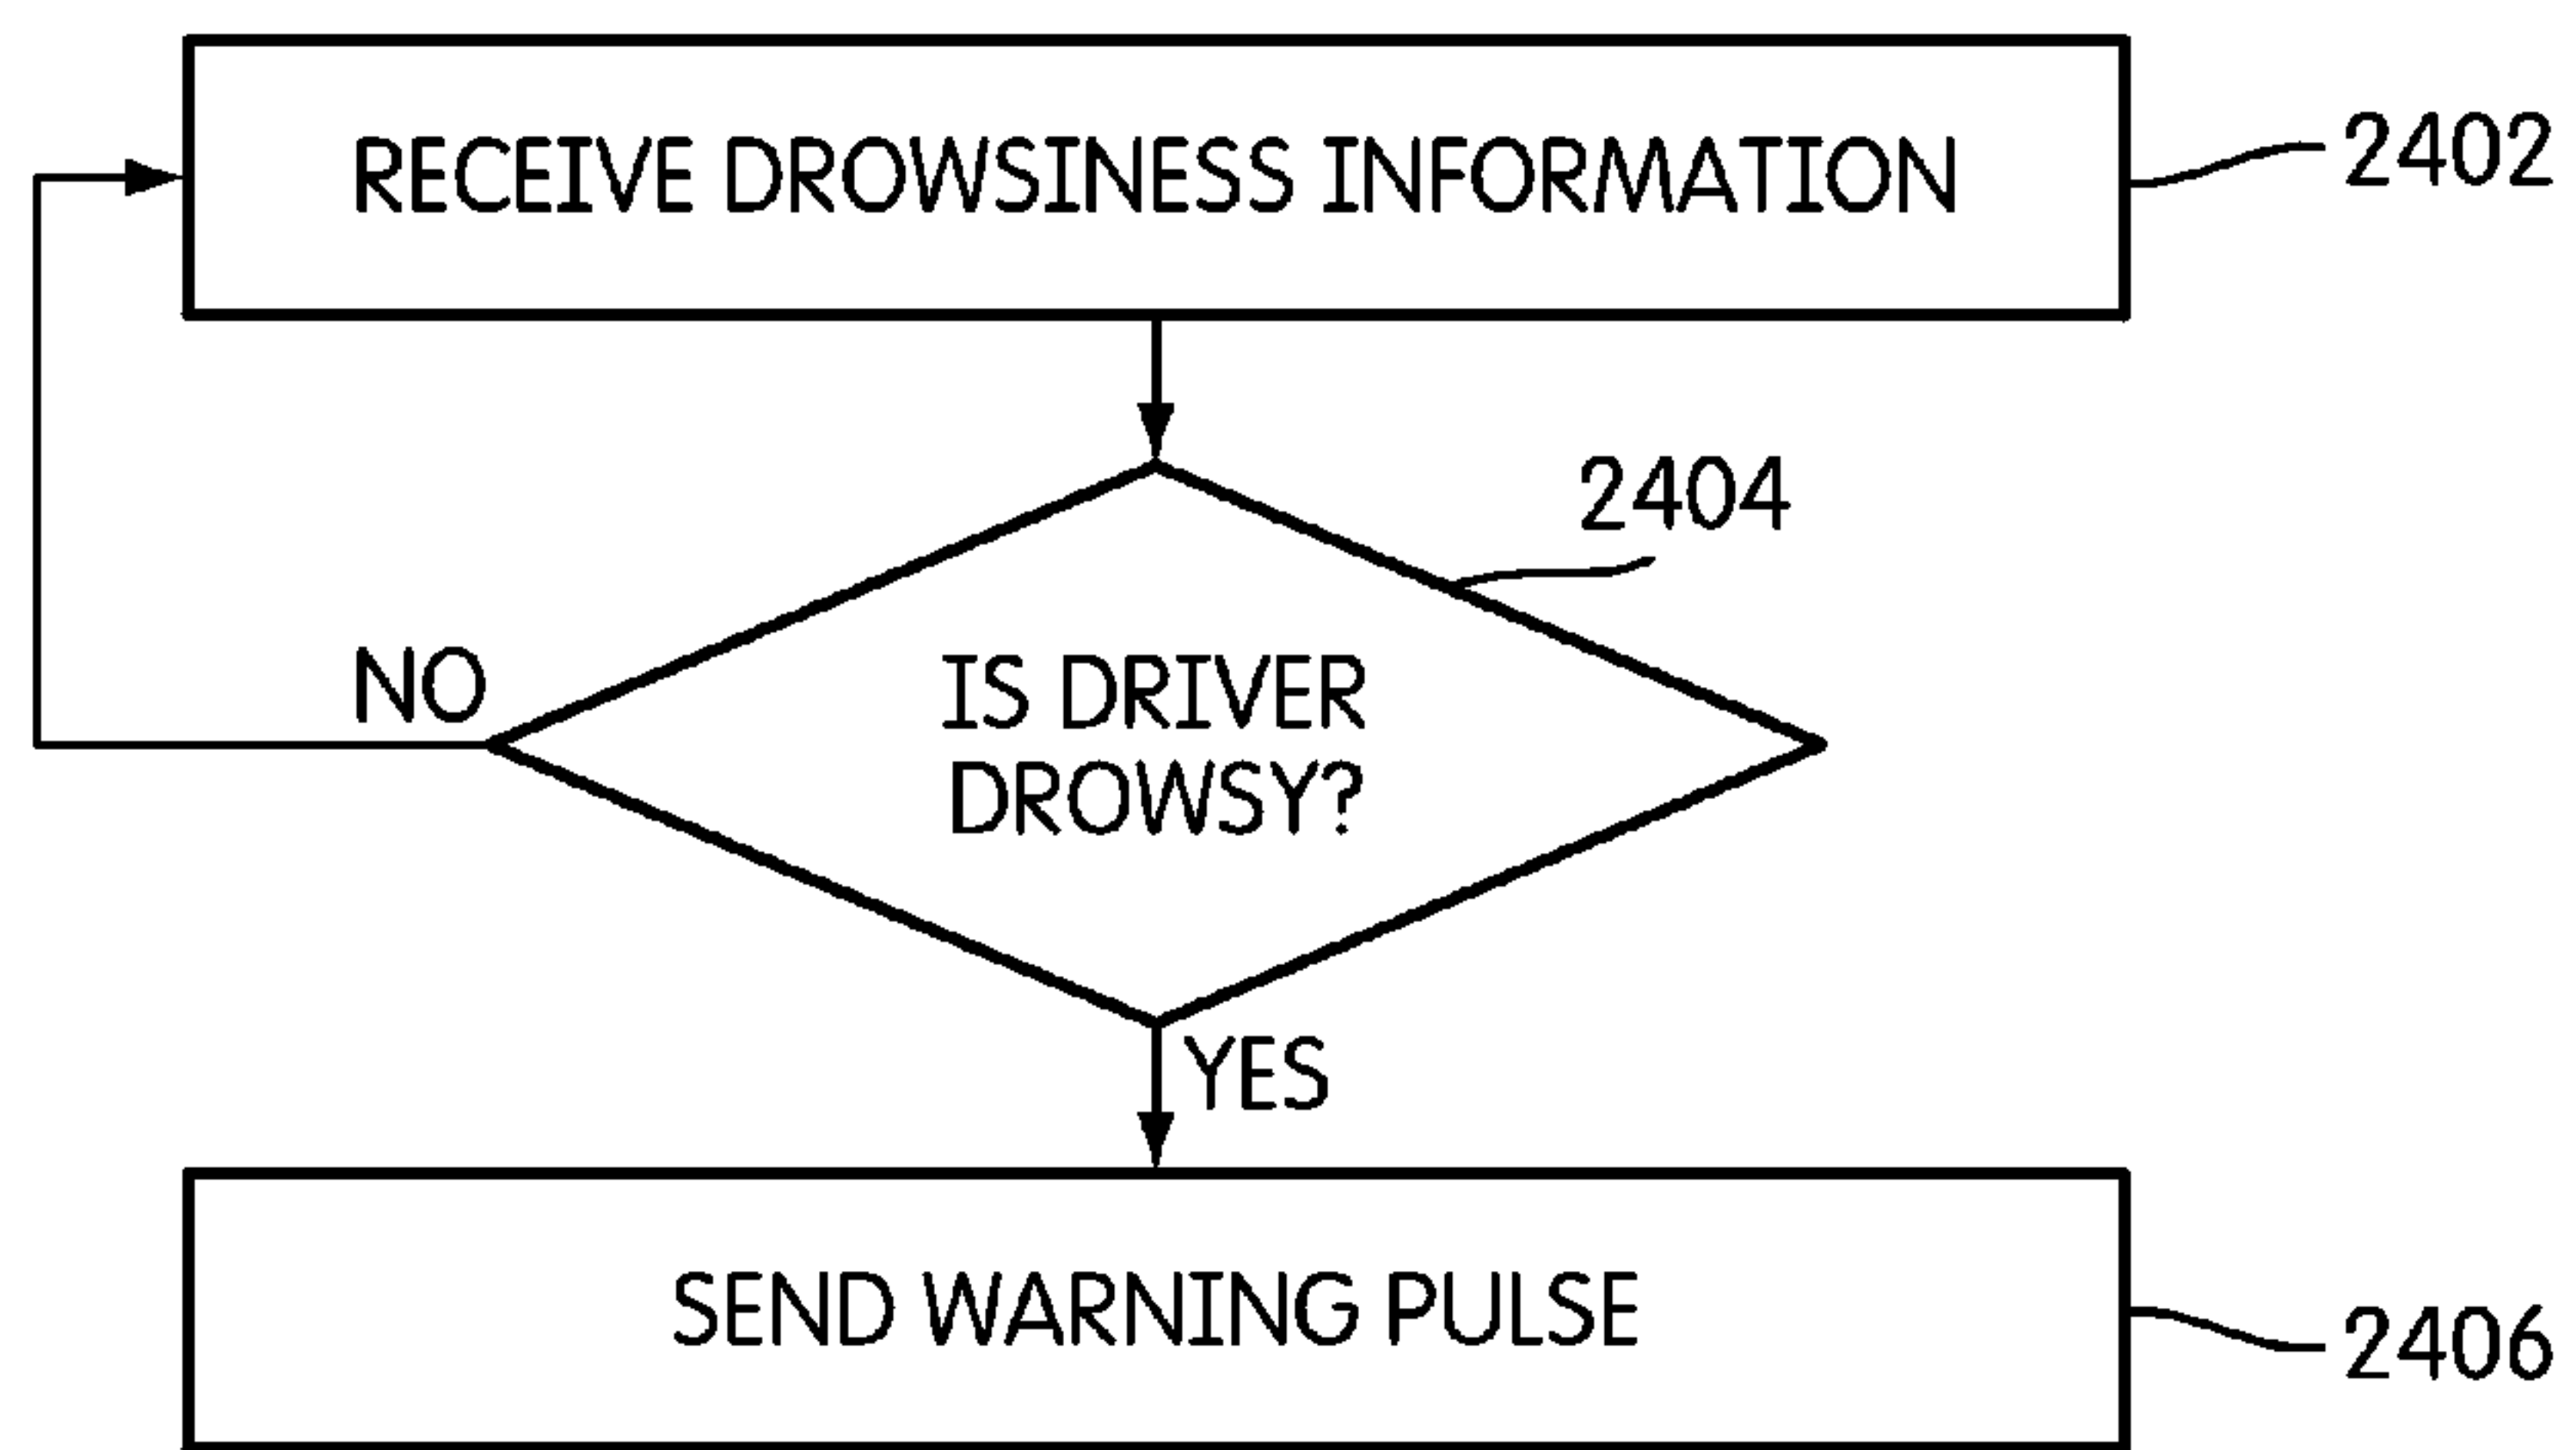 RECEIVE DROWSINESS INFORMATION
2402
2404
IS DRIVER
DROWSY?
NO
YES
SEND WARNING PULSE
2406